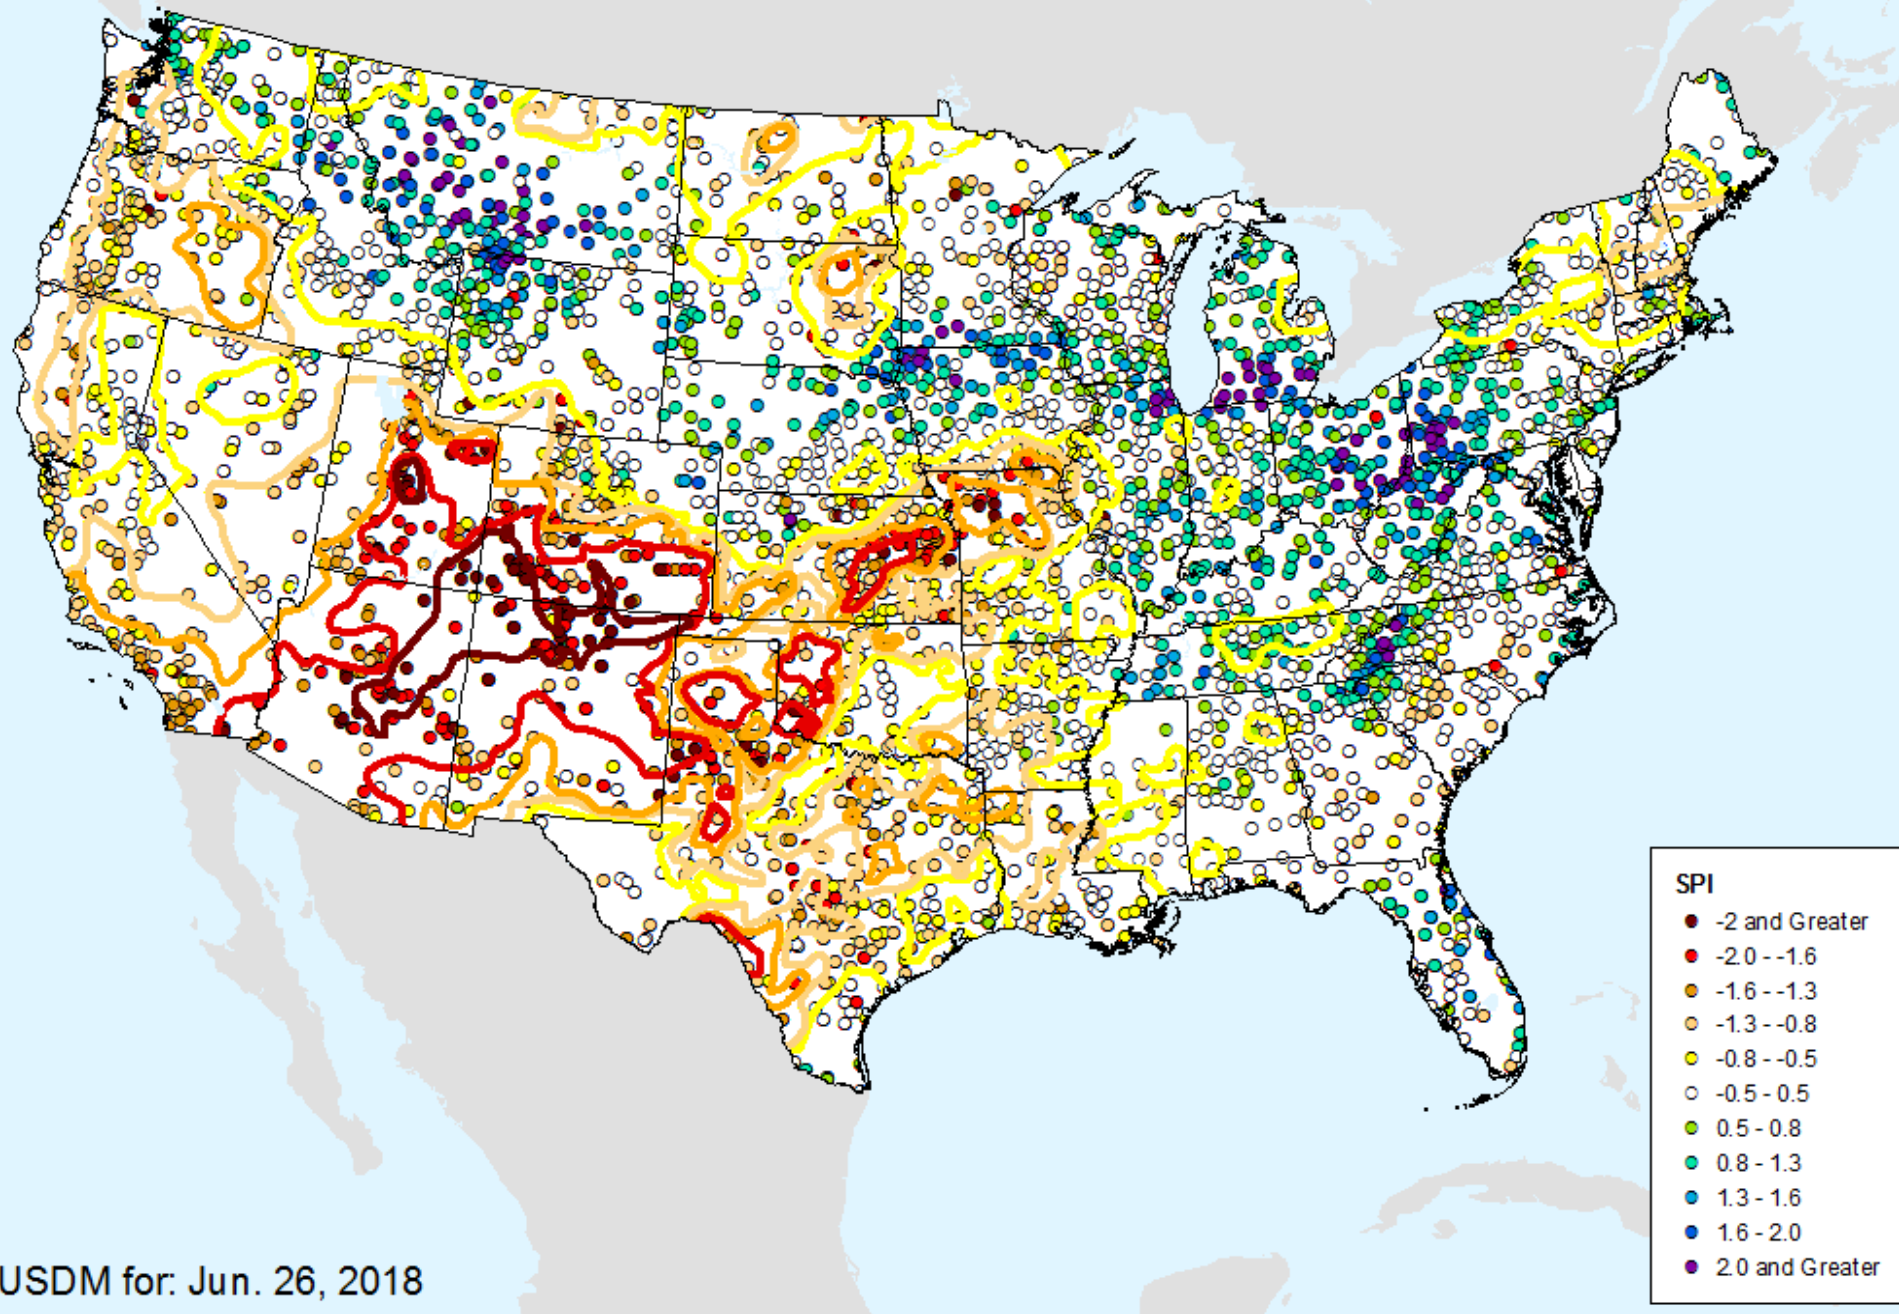 SPI
-2 and Greater
-2.0 - -1.6
-1.6 - -1.3
-1.3 - -0.8
-0.8 - -0.5
-0.5 - 0.5
0.5 - 0.8
0.8 - 1.3
1.3 - 1.6
1.6 - 2.0
2.0 and Greater
USDM for: Jun. 26, 2018